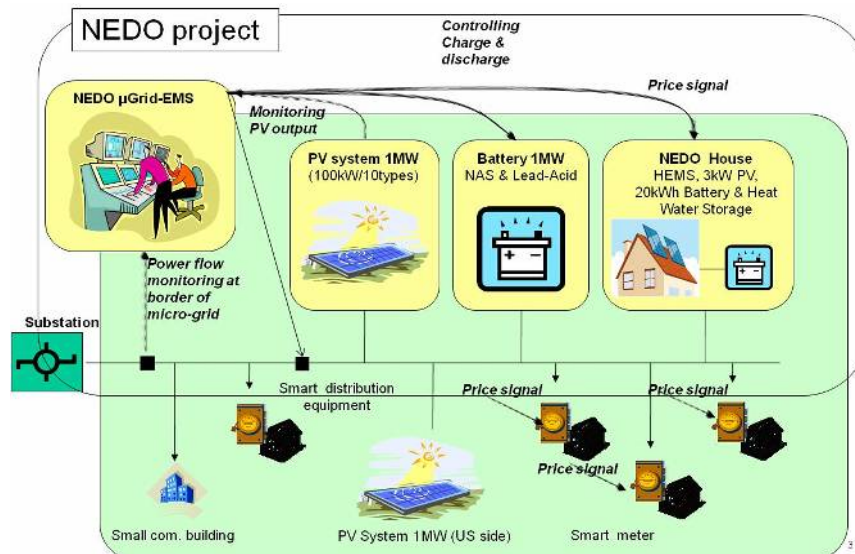 NEDO project
Controlling
Charge &
discharge
NEDO µGrid-EMS
Price signal
Monitoring
PV output
PV system 1MW
(100kW/10types)
Battery 1MW
NAS & Lead-Acid
NEDO House
HEMS, 3kW PV,
20kWh Battery & Heat
Water Storage
Power flow
monitoring at
border of
micro-grid
Substation
Smart distribution
equipment
Price signal
Price signal
Price signal
Small com. building
PV System 1MW (US side)
Smart meter
3